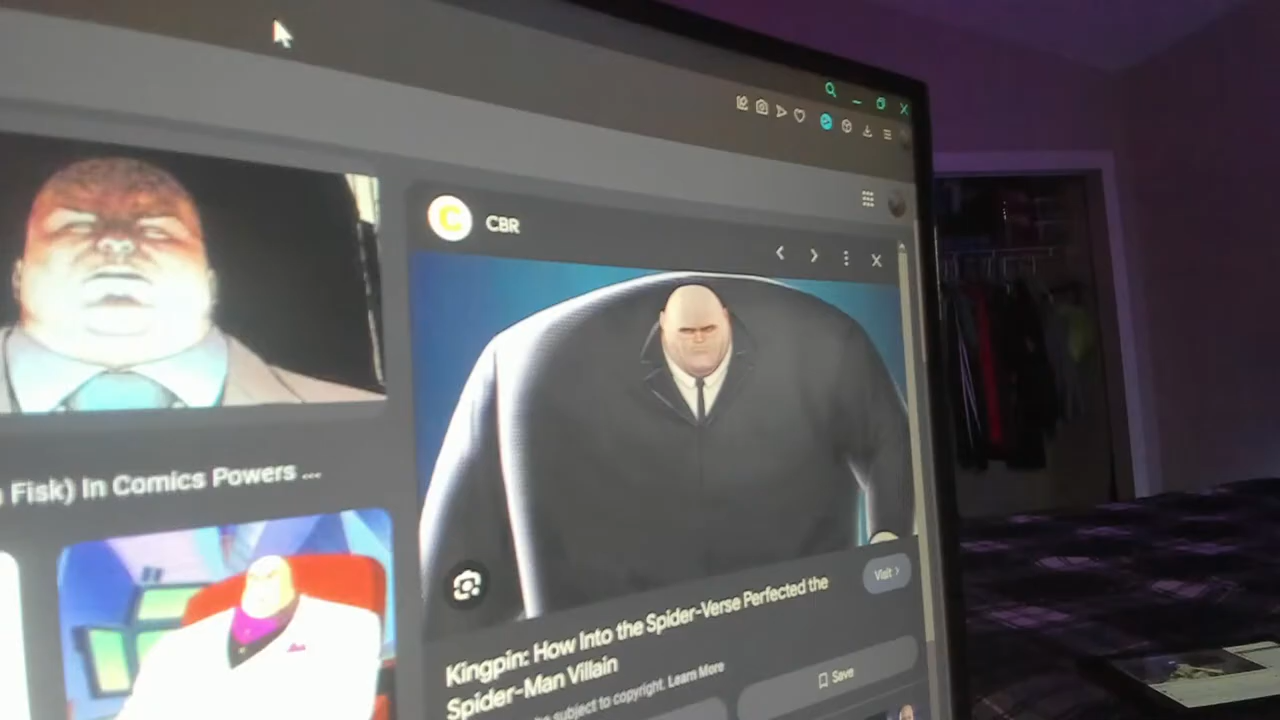 CBR
Fisk) In Comics Powers ...
Visit >
Kingpin: How Into the Spider-Verse Perfected the
Spider-Man Villain
be subject to copyright. Learn More
Save